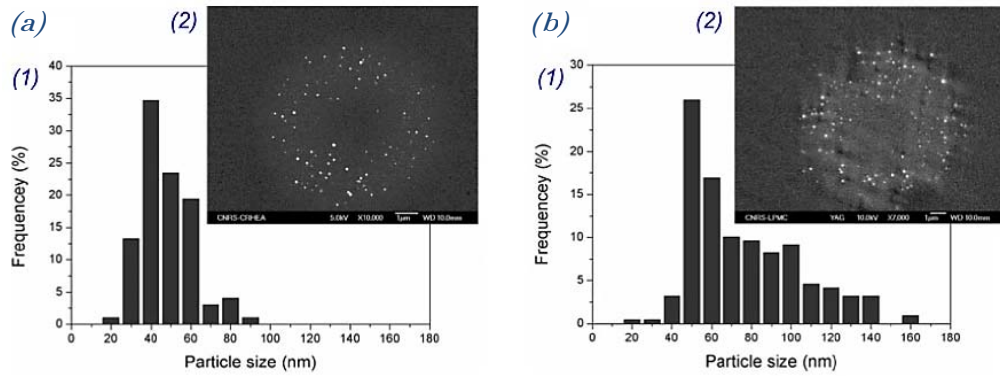 (a)
(2)
(1)
40
35
30
25
20
15
10
5
0
Frequencey (%)
0 20 40 60 80 100 120 140 160 180
Particle size (nm)
CNRS-CRHEA 5.0kV X10,000 1µm WD 10.0mm
(b)
(2)
(1)
30
25
20
15
10
5
0
Frequencey (%)
0 20 40 60 80 100 120 140 160 180
Particle size (nm)
CNRS-LPMC YAG 10.0kV X7,000 1µm WD 10.0mm